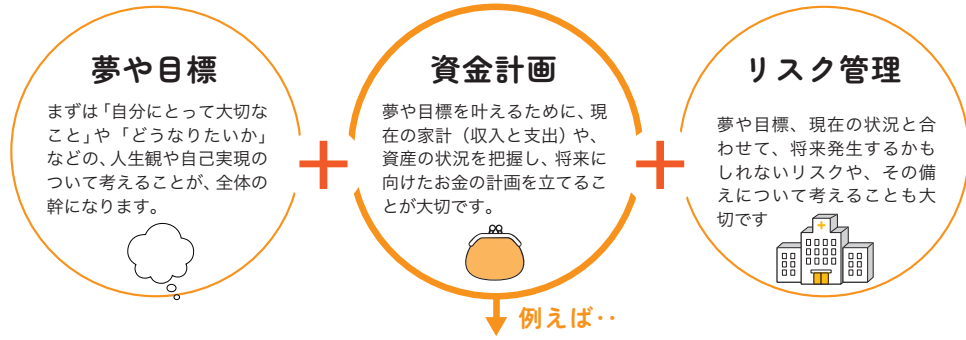 夢や目標
まずは「自分にとって大切な
こと」や「どうなりたいか」
などの、人生観や自己実現の
ついて考えることが、全体の
幹になります。
+
資金計画
夢や目標を叶えるために、現
在の家計（収入と支出）や、
資産の状況を把握し、将来に
向けたお金の計画を立てるこ
とが大切です。
+
リスク管理
夢や目標、現在の状況と合
わせて、将来発生するかも
しれないリスクや、その備
えについて考えることも大
切です
例えば‥